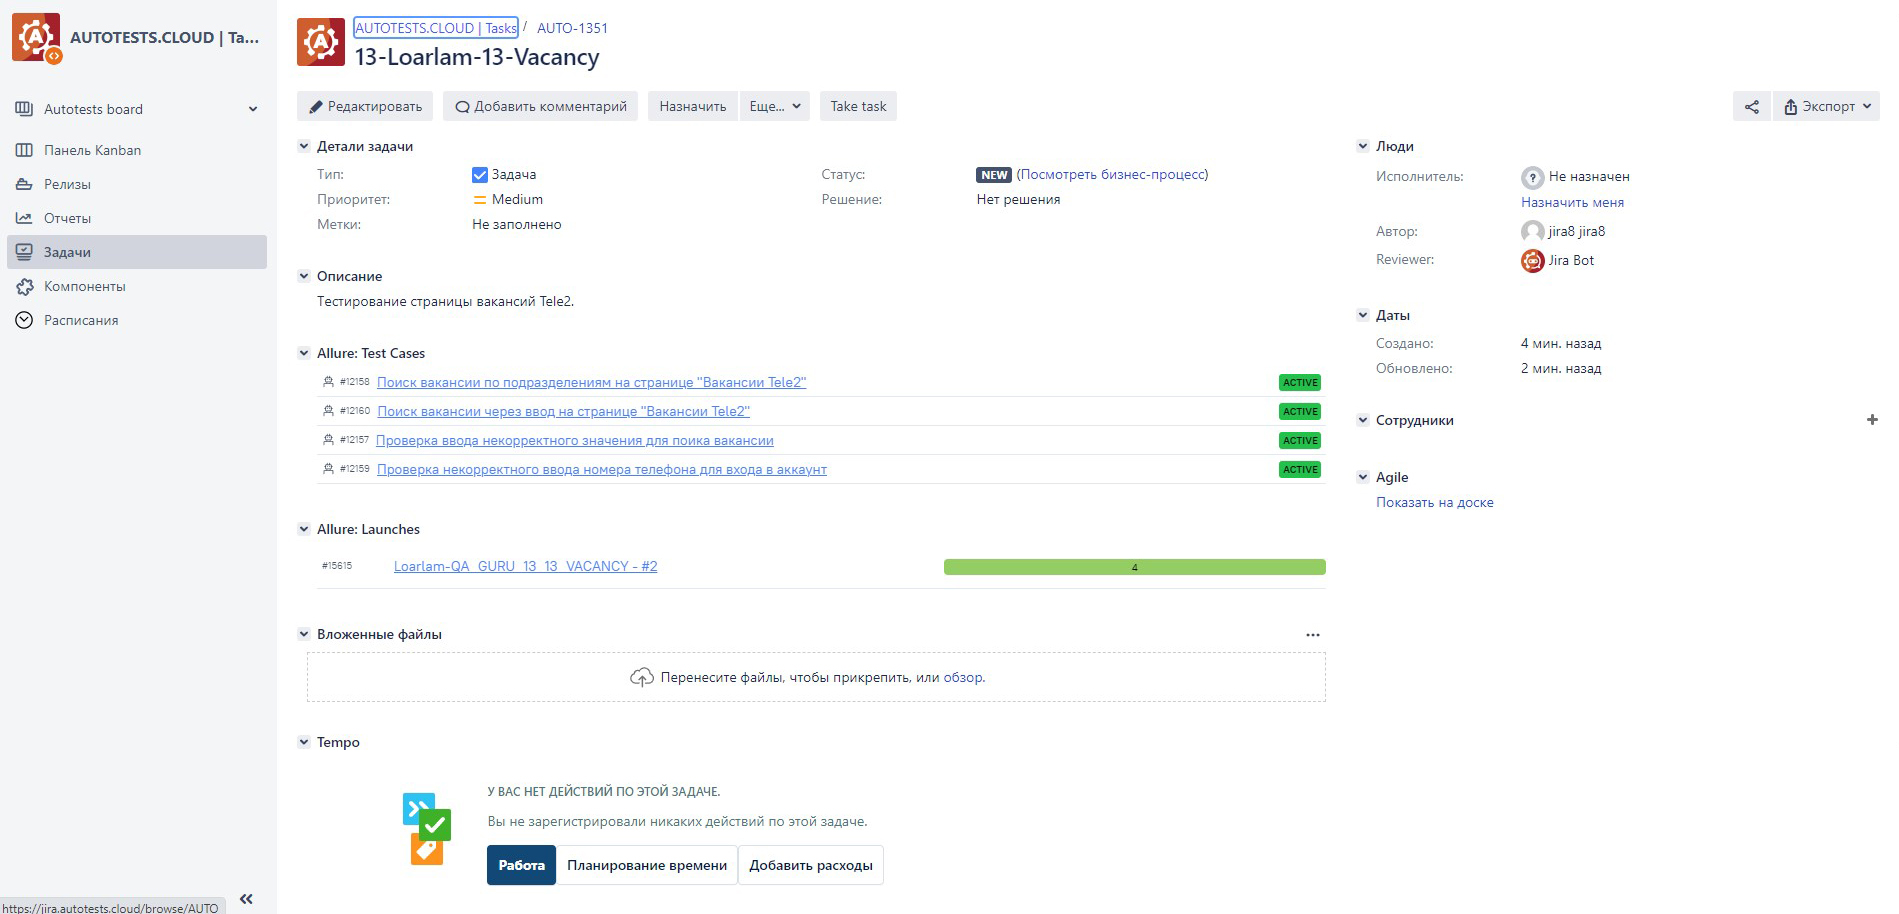 AUTOTESTS.CLOUD | Ta...
Autotests board
Панель Kanban
Релизы
Отчеты
Задачи
Компоненты
Расписания
https://jira.autotests.cloud/browse/AUTO
AUTOTESTS.CLOUD | Tasks / AUTO-1351
13-Loarlam-13-Vacancy
Редактировать Добавить комментарий Назначить Еще... Take task
Экспорт
Детали задачи
Тип: Задача
Статус: NEW (Посмотреть бизнес-процесс)
Приоритет: Medium
Решение: Нет решения
Метки: Не заполнено
Описание
Тестирование страницы вакансий Tele2.
Allure: Test Cases
#12158 Поиск вакансии по подразделениям на странице "Вакансии Tele2" ACTIVE
#12160 Поиск вакансии через ввод на странице "Вакансии Tele2" ACTIVE
#12157 Проверка ввода некорректного значения для поика вакансии ACTIVE
#12159 Проверка некорректного ввода номера телефона для входа в аккаунт ACTIVE
Allure: Launches
#15615 Loarlam-QA_GURU_13_13_VACANCY - #2 4
Вложенные файлы
Перенесите файлы, чтобы прикрепить, или обзор.
Tempo
У ВАС НЕТ ДЕЙСТВИЙ ПО ЭТОЙ ЗАДАЧЕ.
Вы не зарегистрировали никаких действий по этой задаче.
Работа Планирование времени Добавить расходы
Люди
Исполнитель: Не назначен
Назначить меня
Автор: jira8 jira8
Reviewer: Jira Bot
Даты
Создано: 4 мин. назад
Обновлено: 2 мин. назад
Сотрудники
Agile
Показать на доске